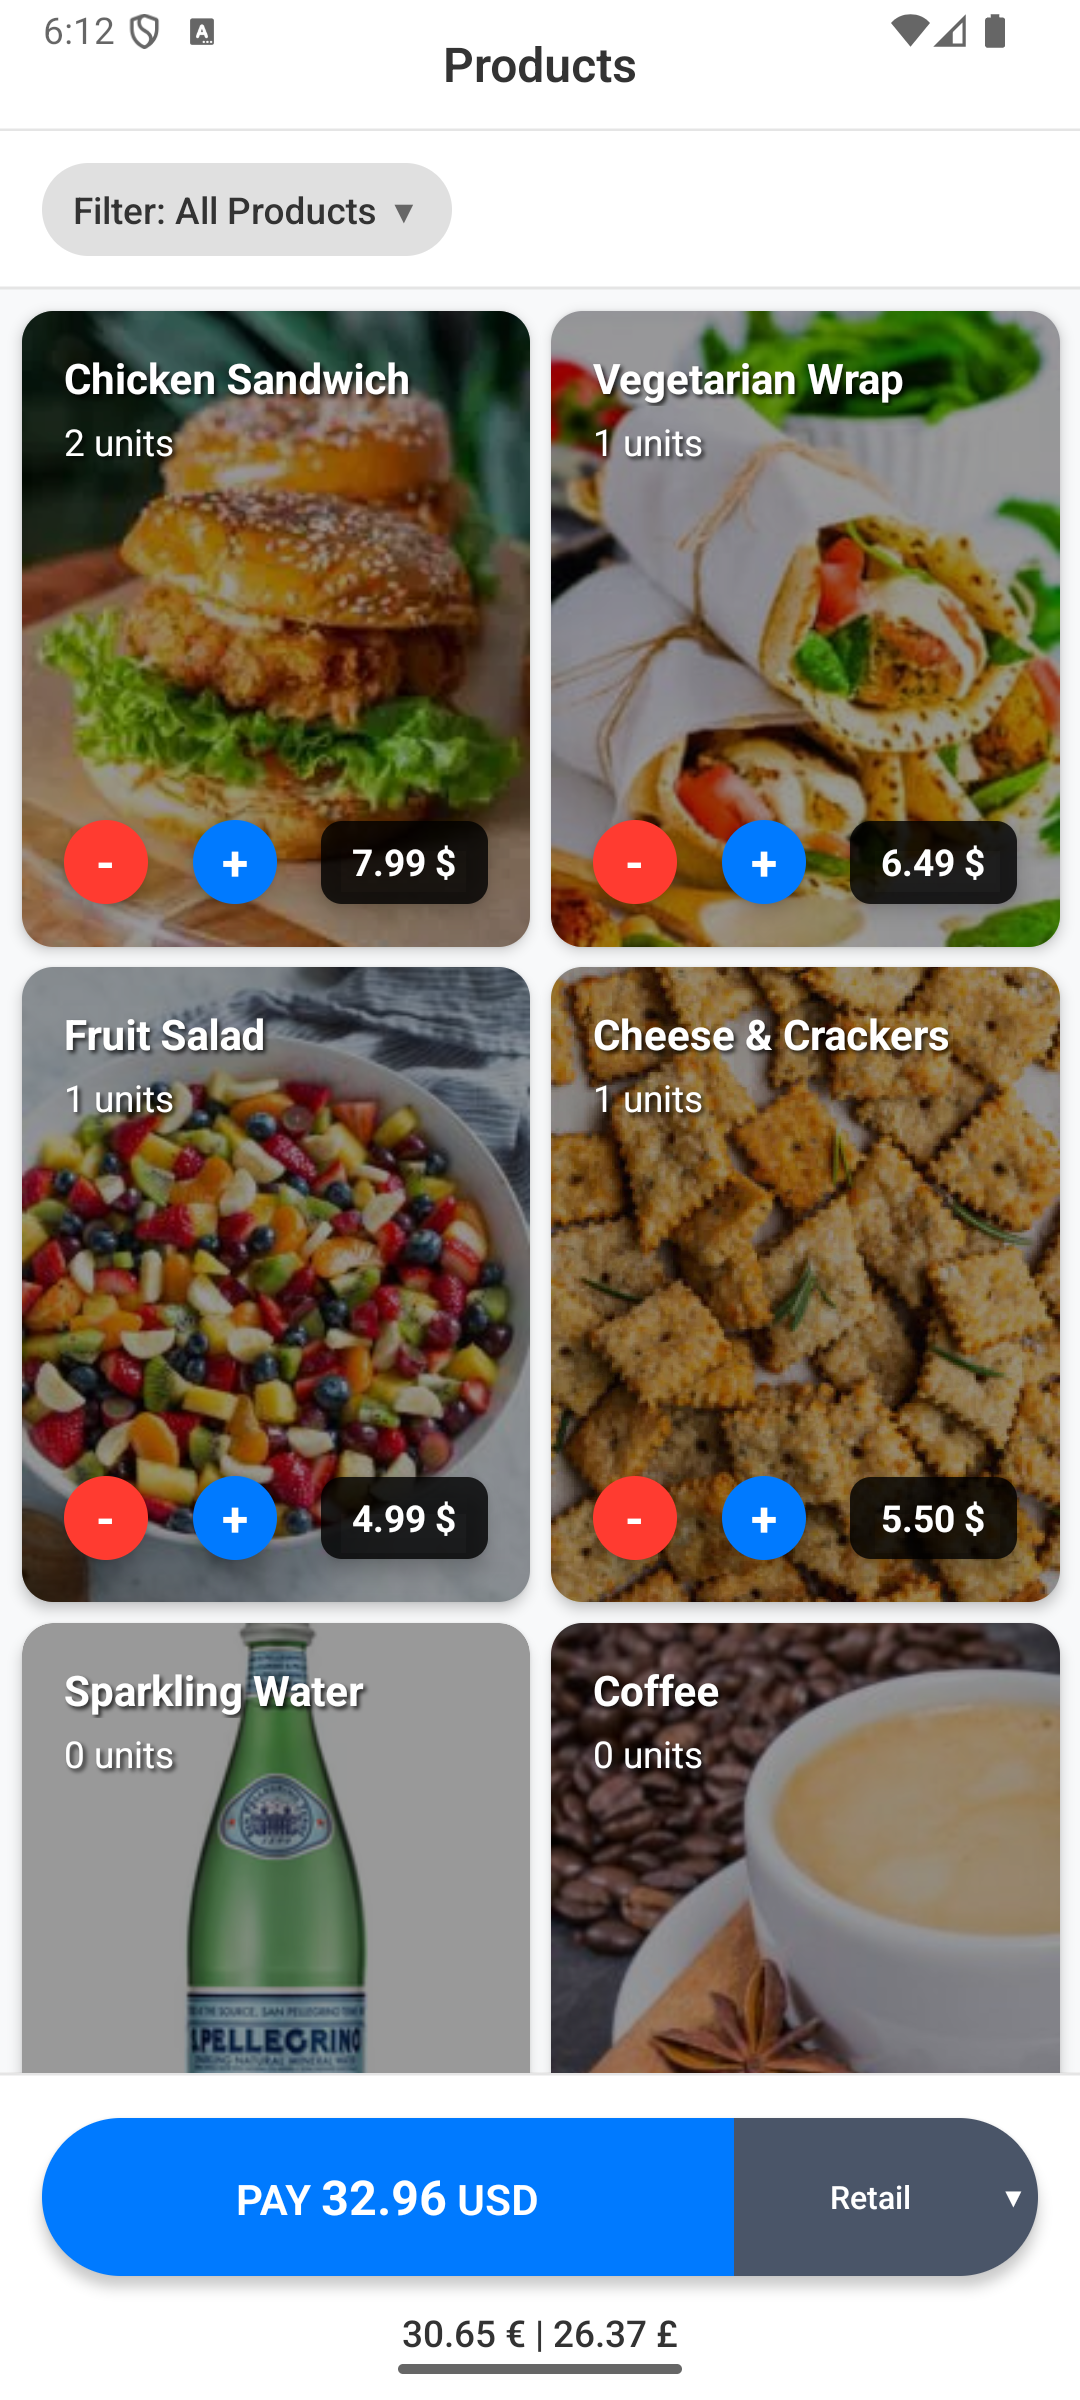 6:12
Products
Filter: All Products ▼
Chicken Sandwich
2 units
- + 7.99 $
Vegetarian Wrap
1 units
- + 6.49 $
Fruit Salad
1 units
- + 4.99 $
Cheese & Crackers
1 units
- + 5.50 $
Sparkling Water
0 units
S.PELLEGRINO
Coffee
0 units
PAY 32.96 USD
Retail ▼
30.65 € | 26.37 £